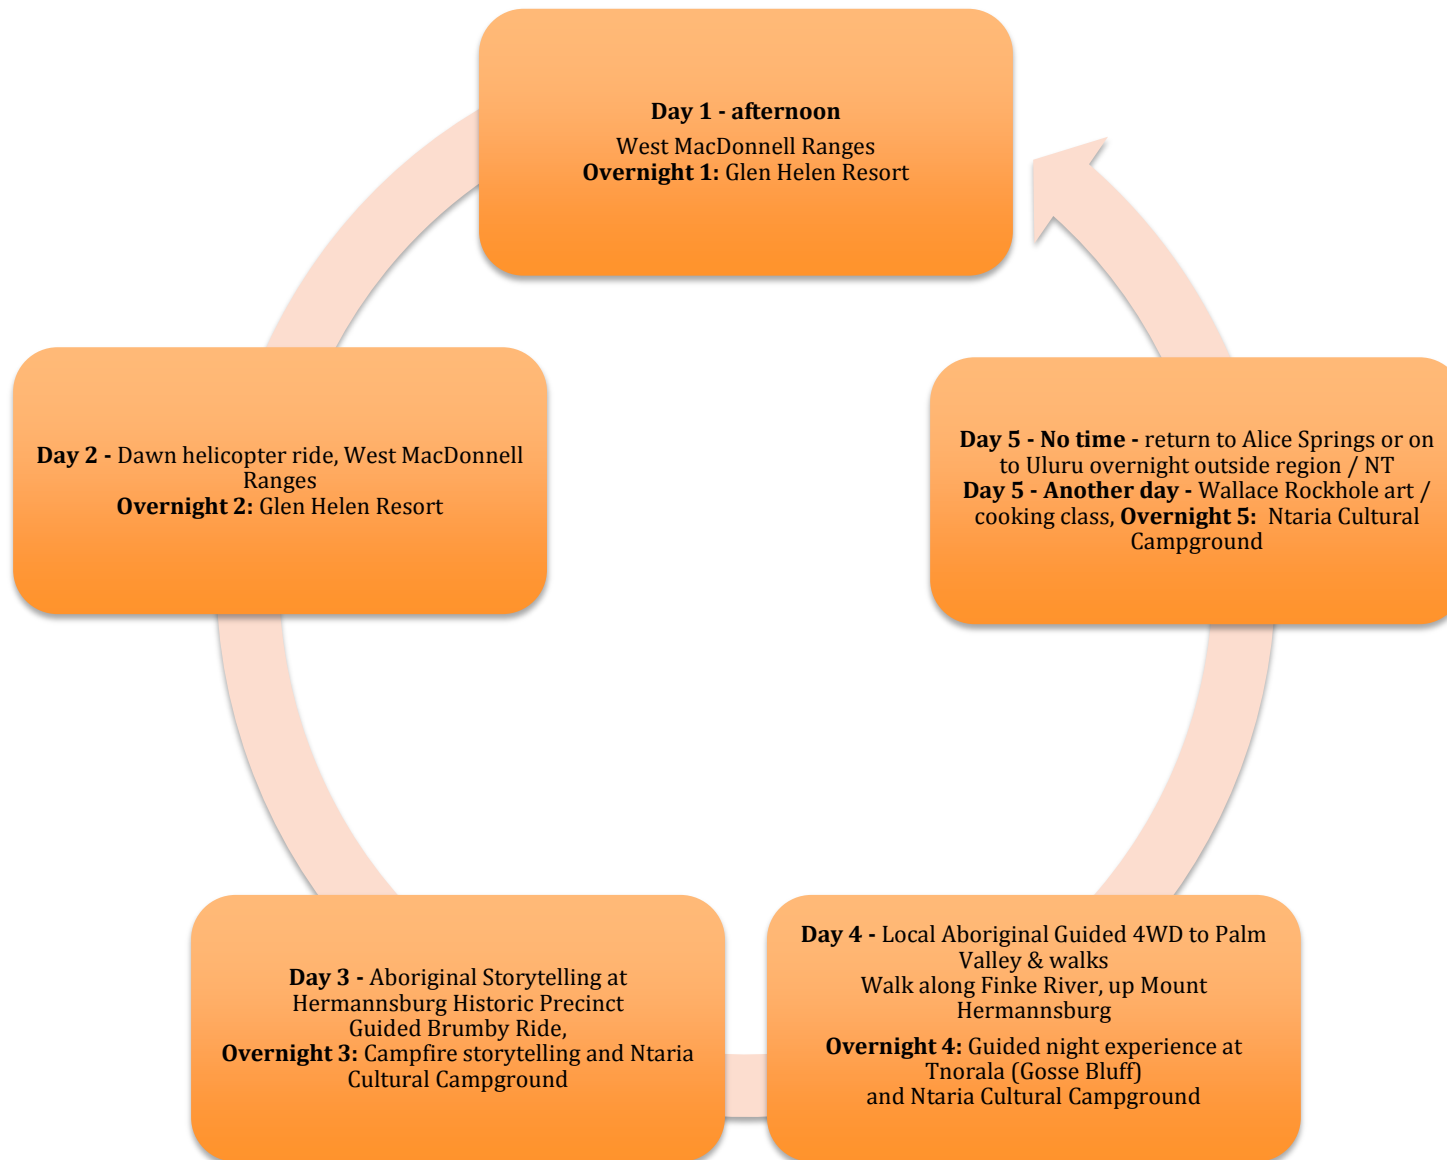 Day 1 - afternoon
West MacDonnell Ranges
Overnight 1: Glen Helen Resort
Day 2 - Dawn helicopter ride, West MacDonnell
Ranges
Overnight 2: Glen Helen Resort
Day 3 - Aboriginal Storytelling at
Hermannsburg Historic Precinct
Guided Brumby Ride,
Overnight 3: Campfire storytelling and Ntaria
Cultural Campground
Day 4 - Local Aboriginal Guided 4WD to Palm
Valley & walks
Walk along Finke River, up Mount
Hermannsburg
Overnight 4: Guided night experience at
Tnorala (Gosse Bluff)
and Ntaria Cultural Campground
Day 5 - No time - return to Alice Springs or on
to Uluru overnight outside region / NT
Day 5 - Another day - Wallace Rockhole art /
cooking class, Overnight 5: Ntaria Cultural
Campground